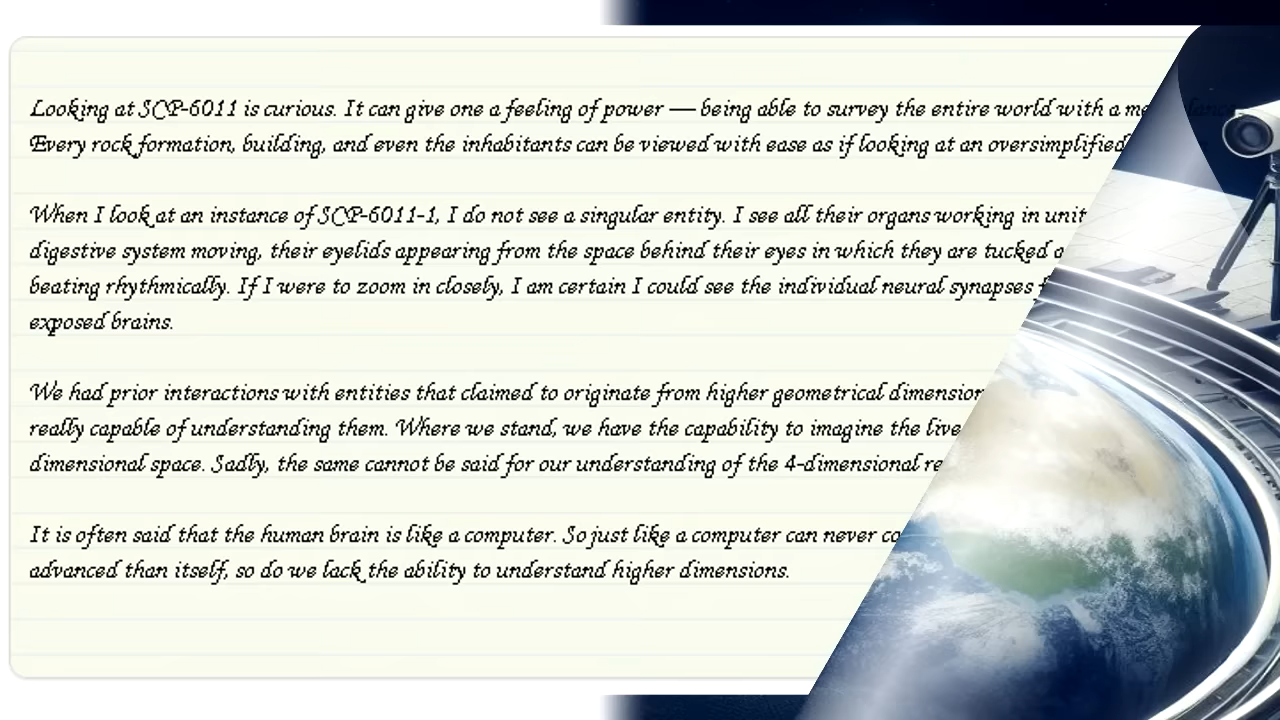 Looking at SCP-6011 is curious. It can give one a feeling of power — being able to survey the entire world with a
Every rock formation, building, and even the inhabitants can be viewed with ease as if looking at an oversimplified
When I look at an instance of SCP-6011-1, I do not see a singular entity. I see all their organs working in
digestive system moving, their eyelids appearing from the space behind their eyes in which they are tucked
beating rhythmically. If I were to zoom in closely, I am certain I could see the individual neural synapses
exposed brains.
We had prior interactions with entities that claimed to originate from higher geometrical
really capable of understanding them. Where we stand, we have the capability to imagine the
dimensional space. Sadly, the same cannot be said for our understanding of the 4-dimensional
It is often said that the human brain is like a computer. So just like a computer can never
advanced than itself, so do we lack the ability to understand higher dimensions.